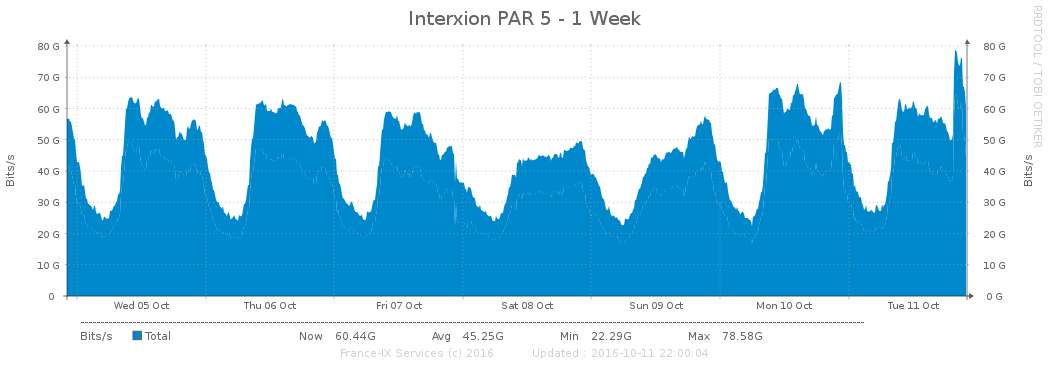 Interxion PAR 5 - 1 Week
RRDTOOL / TOBI OETIKER
Bits/s
Bits/s
80 G 80 G
70 G 70 G
60 G 60 G
50 G 50 G
40 G 40 G
30 G 30 G
20 G 20 G
10 G 10 G
0 0 G
Wed 05 Oct Thu 06 Oct Fri 07 Oct Sat 08 Oct Sun 09 Oct Mon 10 Oct Tue 11 Oct
Bits/s Total Now 60.44G Avg 45.25G Min 22.29G Max 78.58G
France-IX Services (c) 2016 Updated : 2016-10-11 22:00:04